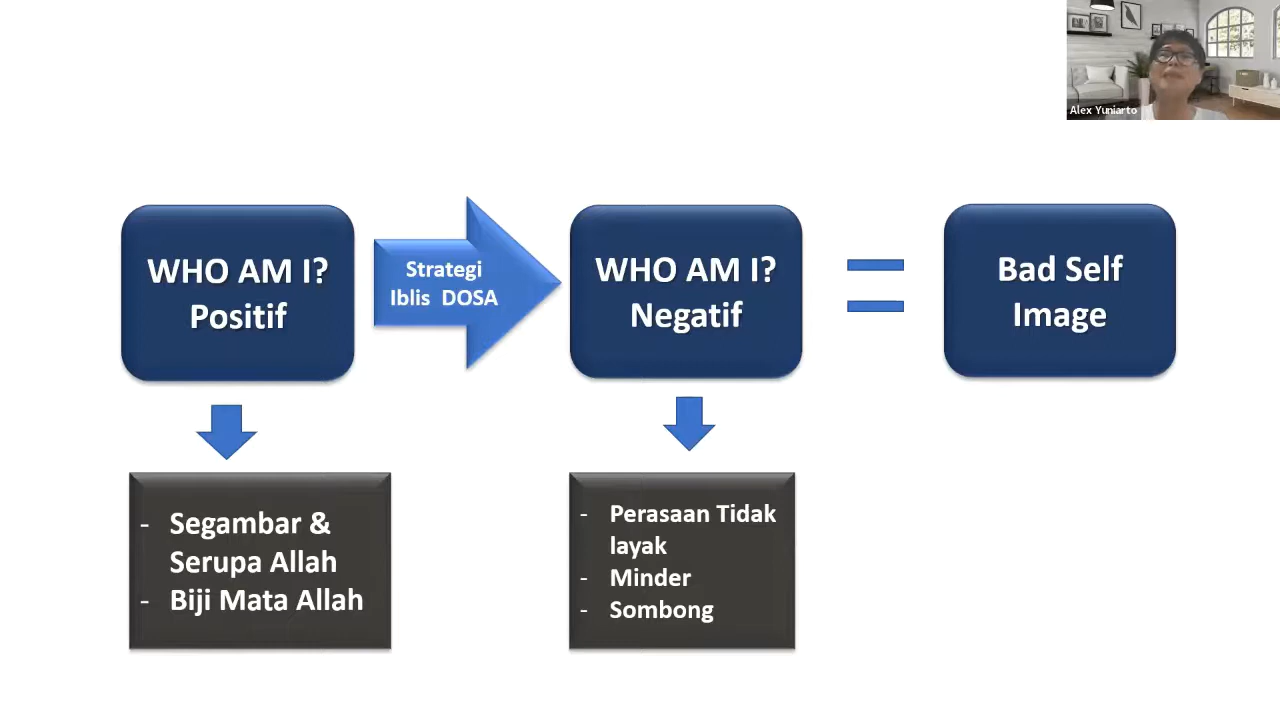 Alex Yuniarto
WHO AM I?
Positif
Strategi
Iblis DOSA
WHO AM I?
Negatif
Bad Self
Image
- Segambar &
Serupa Allah
- Biji Mata Allah
- Perasaan Tidak
layak
- Minder
- Sombong